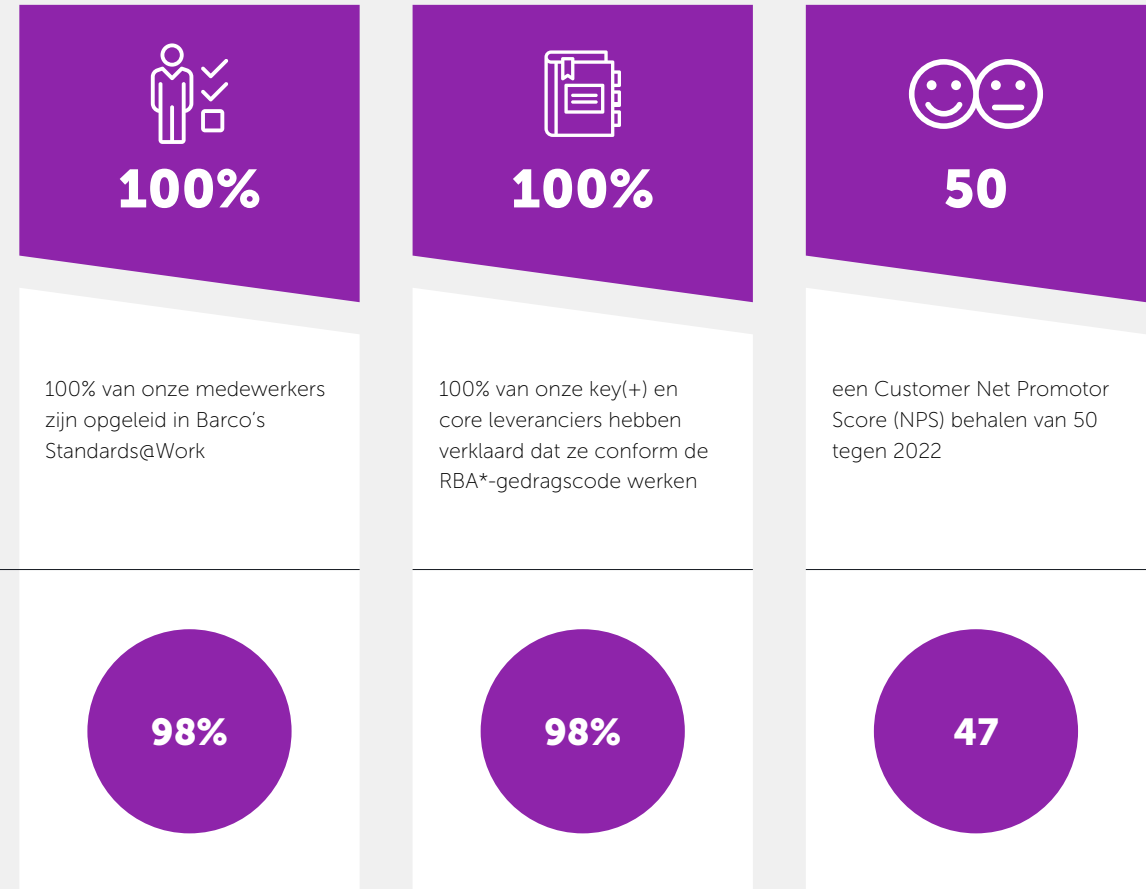 100%
100% van onze medewerkers
zijn opgeleid in Barco’s
Standards@Work
98%
100%
100% van onze key(+) en
core leveranciers hebben
verklaard dat ze conform de
RBA*-gedragscode werken
98%
50
een Customer Net Promotor
Score (NPS) behalen van 50
tegen 2022
47